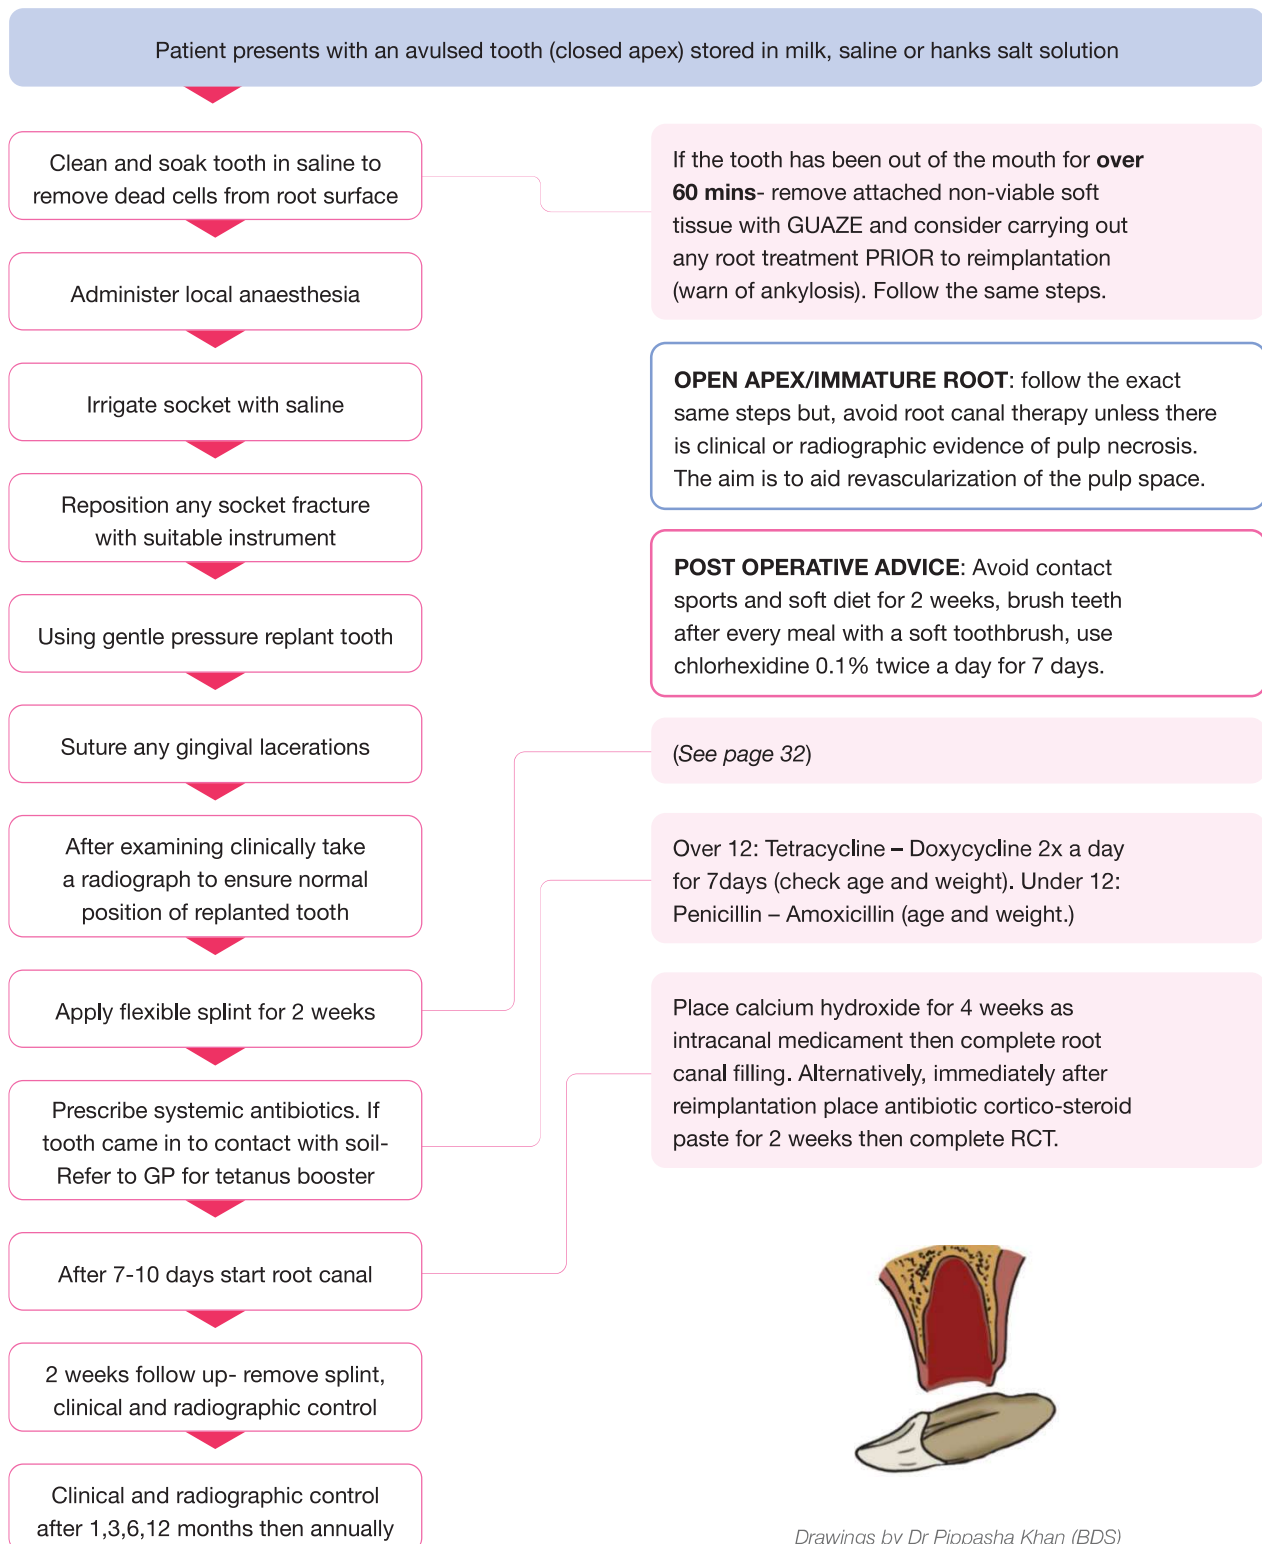 Patient presents with an avulsed tooth (closed apex) stored in milk, saline or hanks salt solution
Clean and soak tooth in saline to
remove dead cells from root surface
Administer local anaesthesia
Irrigate socket with saline
Reposition any socket fracture
with suitable instrument
Using gentle pressure replant tooth
Suture any gingival lacerations
After examining clinically take
a radiograph to ensure normal
position of replanted tooth
Apply flexible splint for 2 weeks
Prescribe systemic antibiotics. If
tooth came in to contact with soil-
Refer to GP for tetanus booster
After 7-10 days start root canal
2 weeks follow up- remove splint,
clinical and radiographic control
Clinical and radiographic control
after 1,3,6,12 months then annually
If the tooth has been out of the mouth for over
60 mins- remove attached non-viable soft
tissue with GUAZE and consider carrying out
any root treatment PRIOR to reimplantation
(warn of ankylosis). Follow the same steps.
OPEN APEX/IMMATURE ROOT: follow the exact
same steps but, avoid root canal therapy unless there
is clinical or radiographic evidence of pulp necrosis.
The aim is to aid revascularization of the pulp space.
POST OPERATIVE ADVICE: Avoid contact
sports and soft diet for 2 weeks, brush teeth
after every meal with a soft toothbrush, use
chlorhexidine 0.1% twice a day for 7 days.
(See page 32)
Over 12: Tetracycline – Doxycycline 2x a day
for 7days (check age and weight). Under 12:
Penicillin – Amoxicillin (age and weight.)
Place calcium hydroxide for 4 weeks as
intracanal medicament then complete root
canal filling. Alternatively, immediately after
reimplantation place antibiotic cortico-steroid
paste for 2 weeks then complete RCT.
Drawings by Dr Pippasha Khan (BDS)